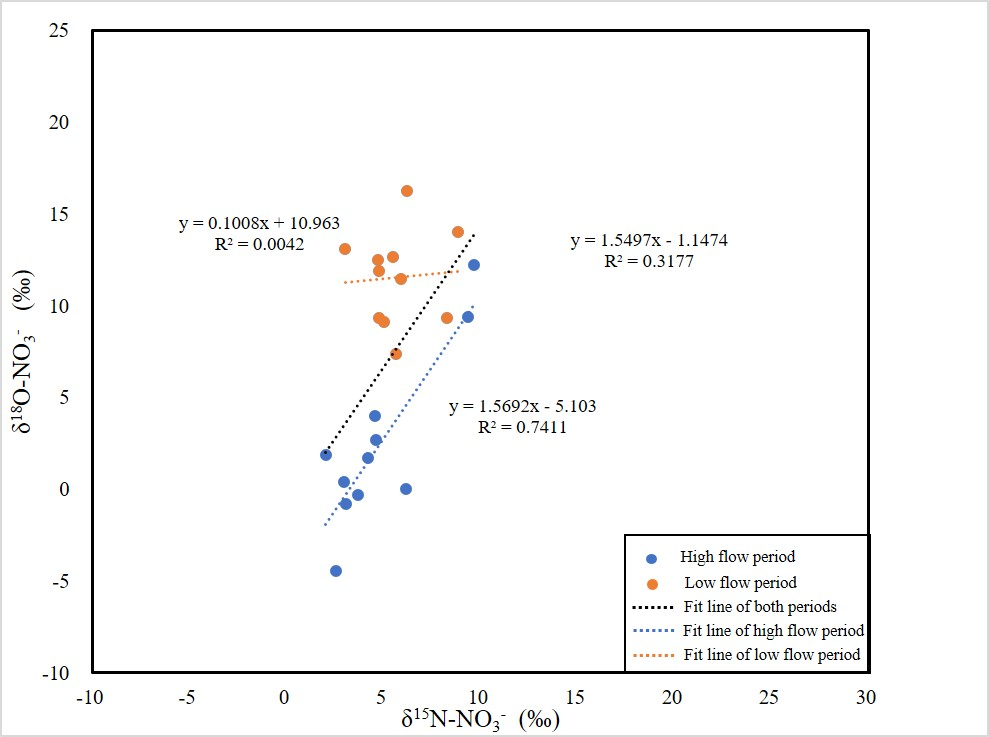 25
20
15
10
5
0
-5
-10
δ18O-NO3- (‰)
y = 0.1008x + 10.963
R² = 0.0042
y = 1.5497x - 1.1474
R² = 0.3177
y = 1.5692x - 5.103
R² = 0.7411
High flow period
Low flow period
Fit line of both periods
Fit line of high flow period
Fit line of low flow period
-10 -5 0 5 10 15 20 25 30
δ15N-NO3- (‰)